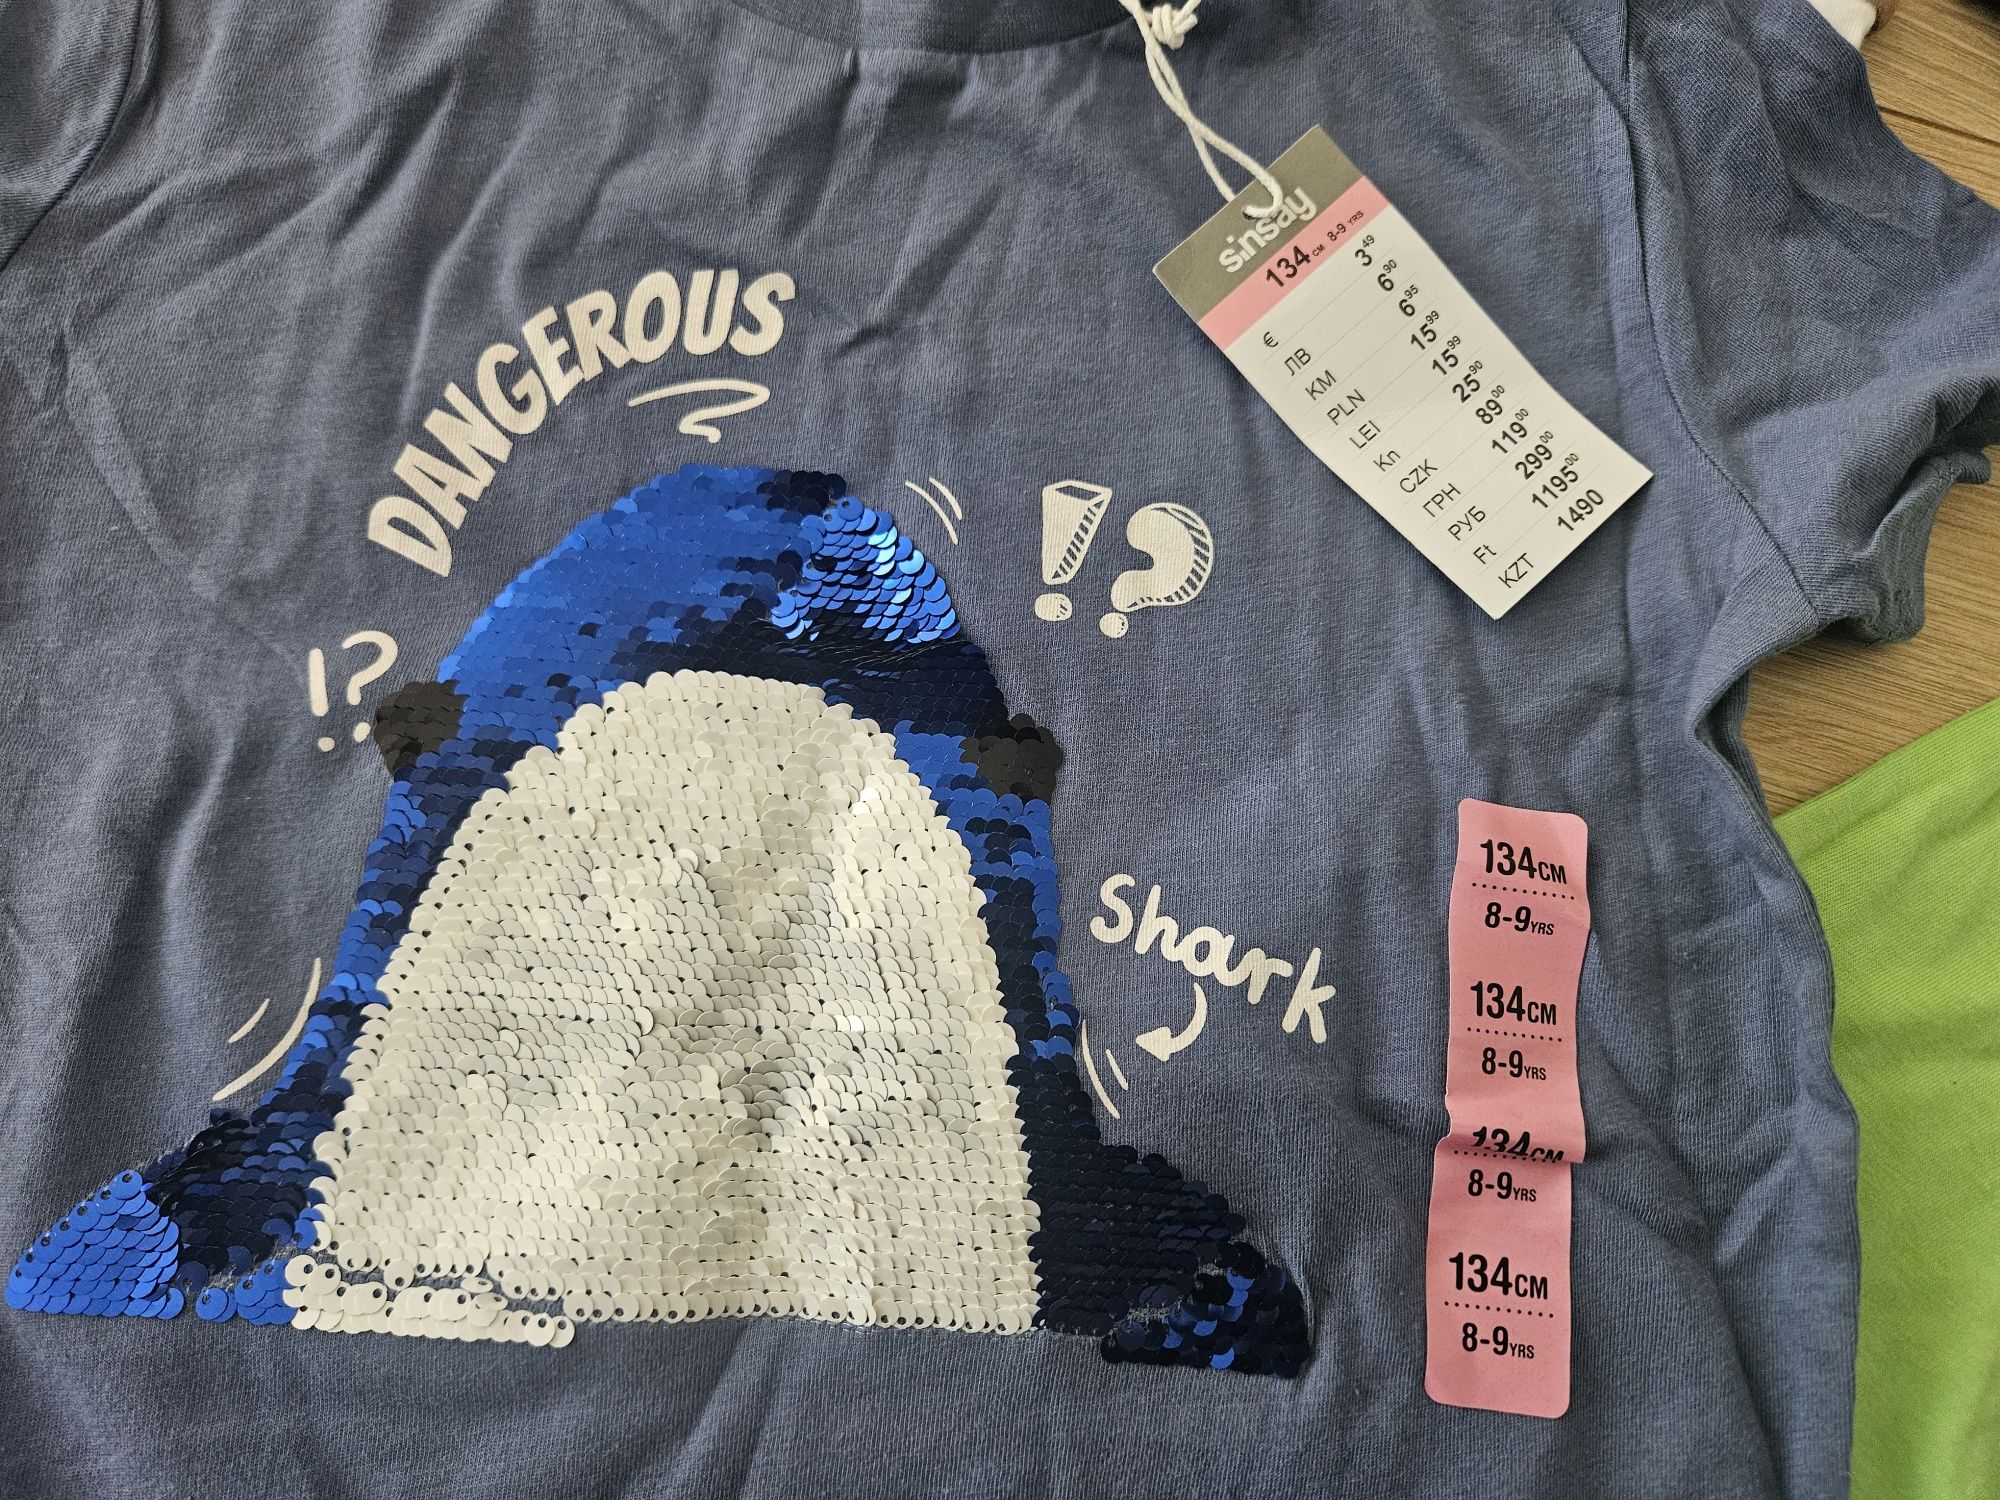 DANGEROUS
!?
!?
Shark
sinsay
134 CM 8-9 YRS
€ 3 49
ЛВ 6 90
KM 6 95
PLN 15 99
LEI 15 99
Kn 25 90
CZK 89 00
ГРН 119 00
РУБ 299 00
Ft 1195 00
KZT 1490
134CM
8-9YRS
134CM
8-9YRS
134CM
8-9YRS
134CM
8-9YRS